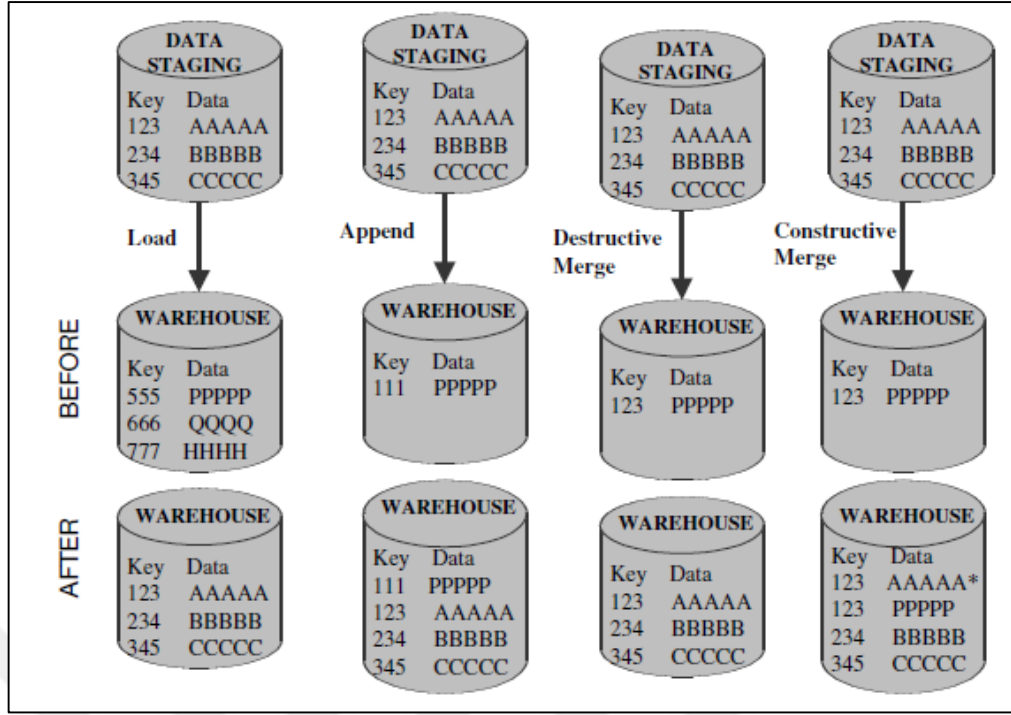 DATA
STAGING
Key Data
123 AAAAA
234 BBBBB
345 CCCCC
DATA
STAGING
Key Data
123 AAAAA
234 BBBBB
345 CCCCC
DATA
STAGING
Key Data
123 AAAAA
234 BBBBB
345 CCCCC
DATA
STAGING
Key Data
123 AAAAA
234 BBBBB
345 CCCCC
Load
Append
Destructive
Merge
Constructive
Merge
BEFORE
WAREHOUSE
Key Data
555 PPPPP
666 QQQQ
777 HHHH
WAREHOUSE
Key Data
111 PPPPP
WAREHOUSE
Key Data
123 PPPPP
WAREHOUSE
Key Data
123 PPPPP
AFTER
WAREHOUSE
Key Data
123 AAAAA
234 BBBBB
345 CCCCC
WAREHOUSE
Key Data
111 PPPPP
123 AAAAA
234 BBBBB
345 CCCCC
WAREHOUSE
Key Data
123 AAAAA
234 BBBBB
345 CCCCC
WAREHOUSE
Key Data
123 AAAAA*
123 PPPPP
234 BBBBB
345 CCCCC